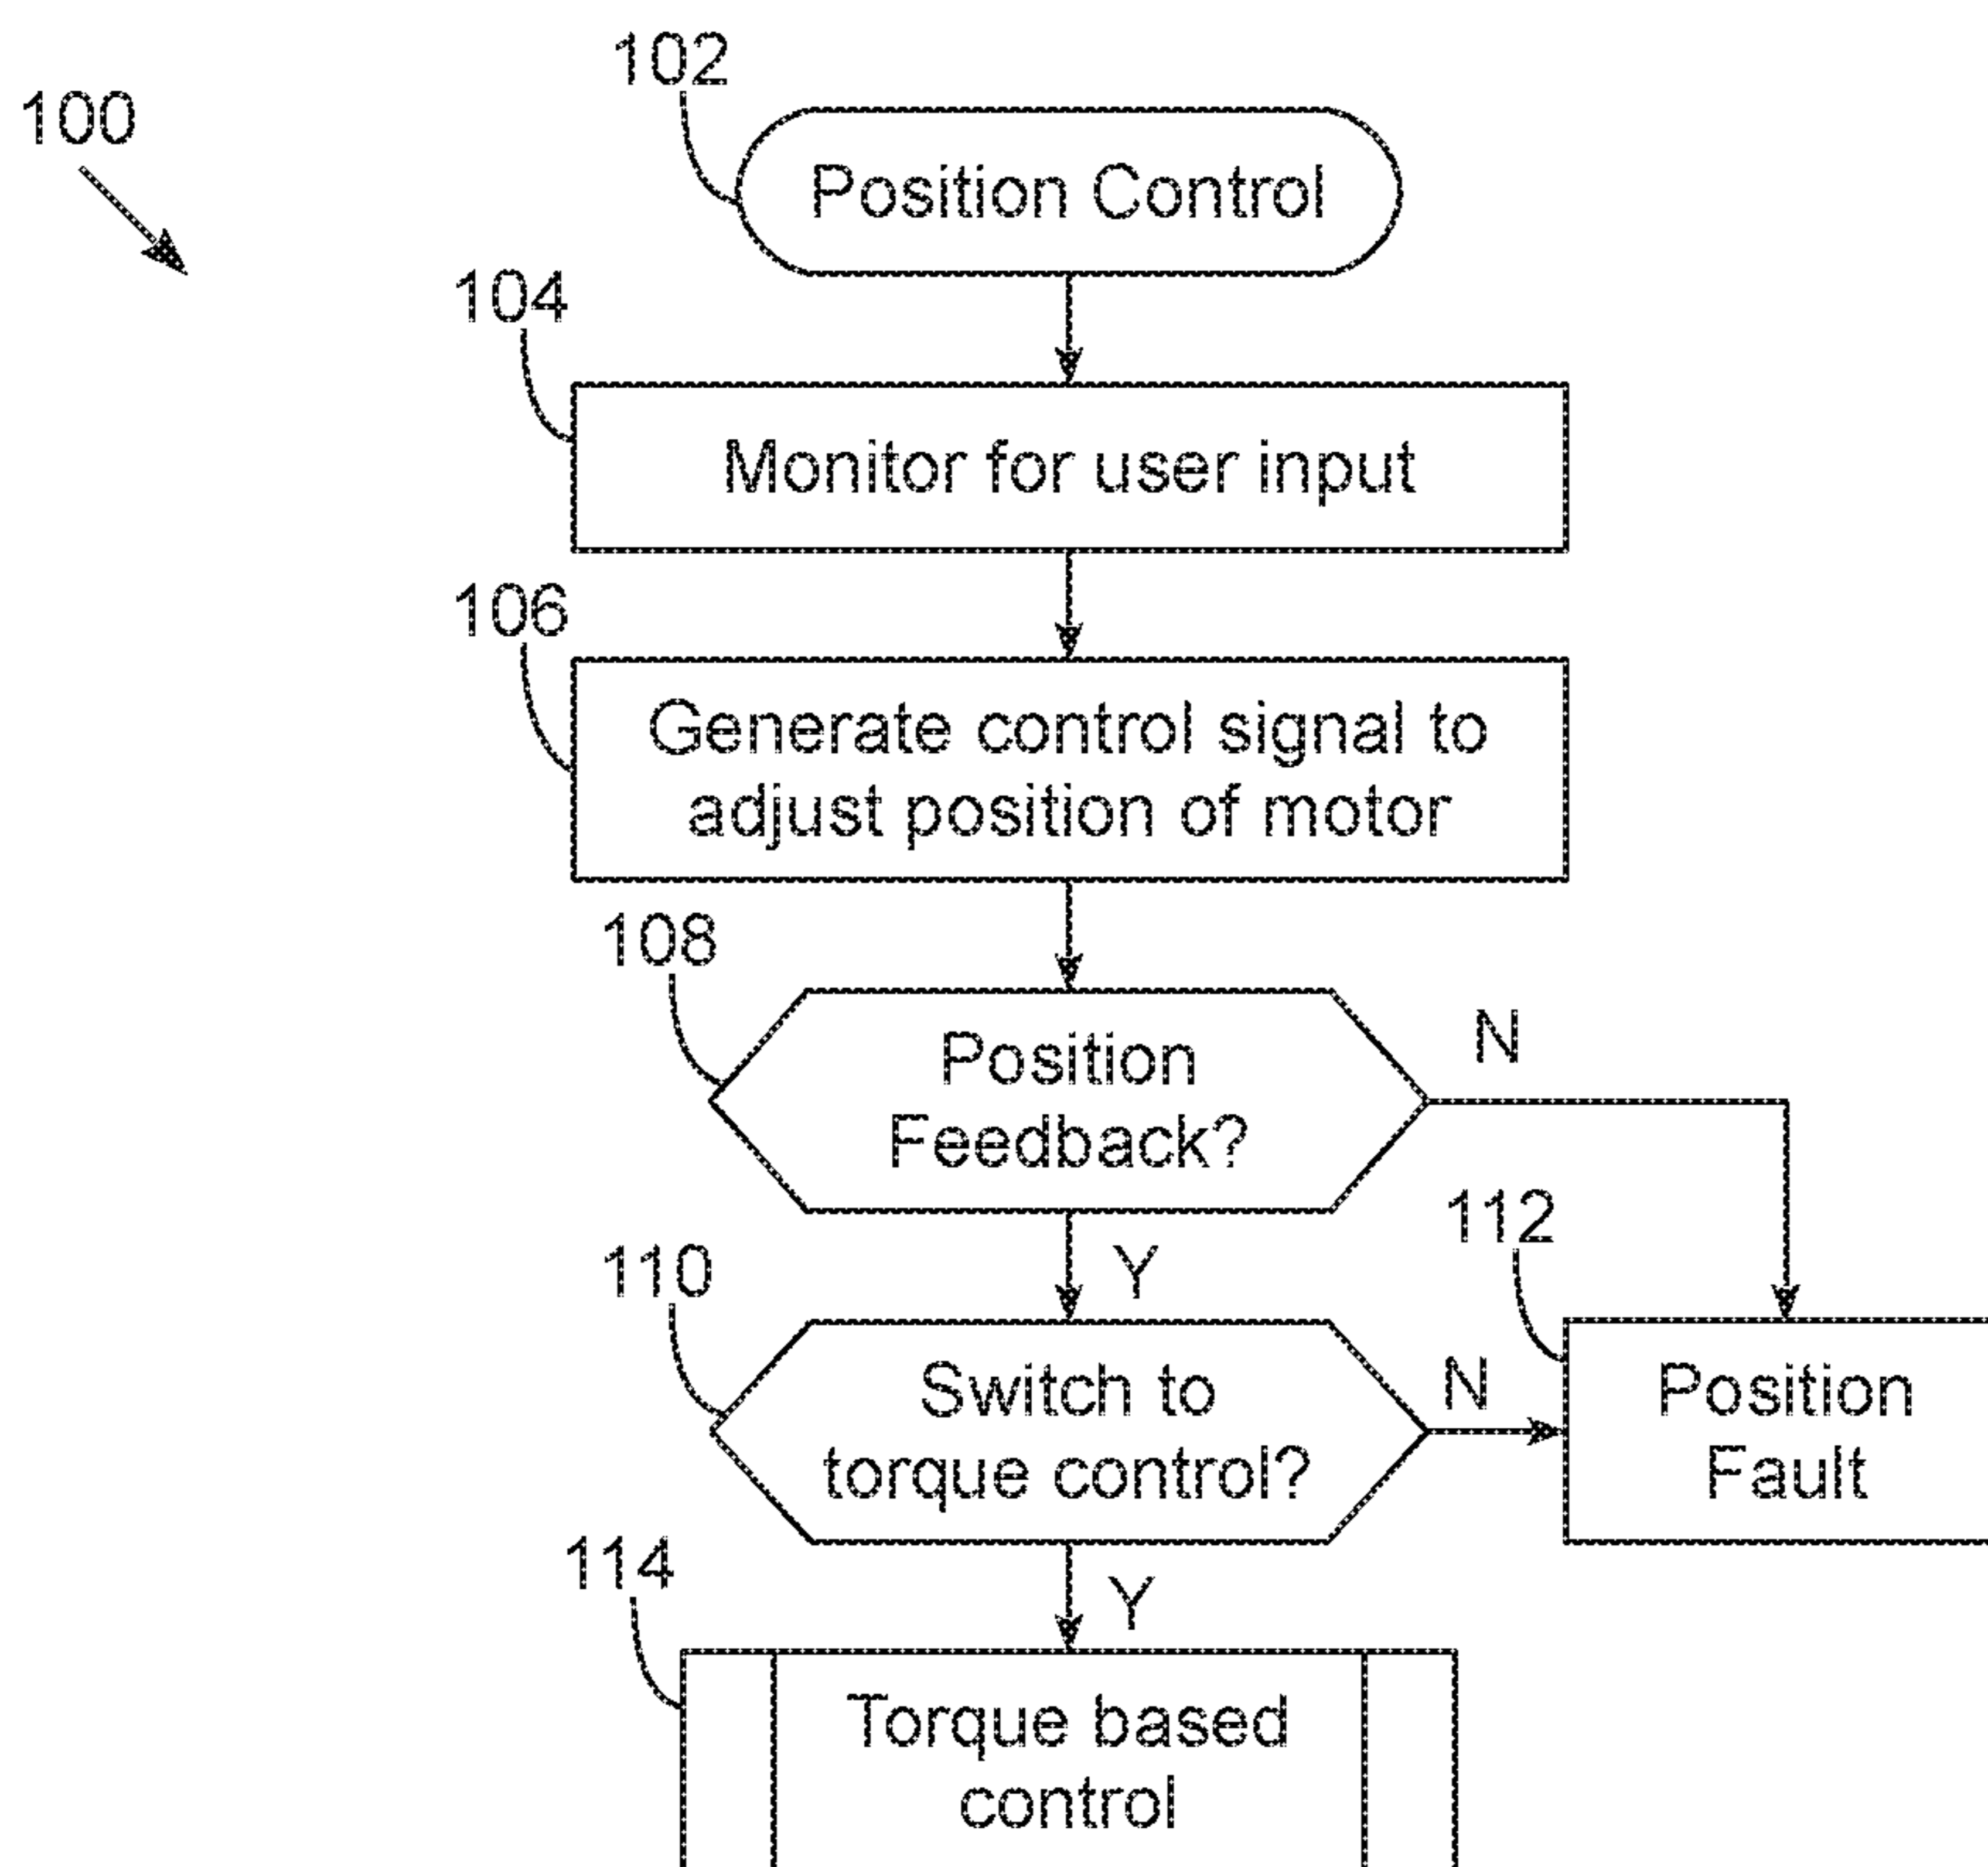 100
102
Position Control
104
Monitor for user input
106
Generate control signal to
adjust position of motor
108
Position
Feedback?
N
Y
110
Switch to
torque control?
N
112
Position
Fault
Y
114
Torque based
control